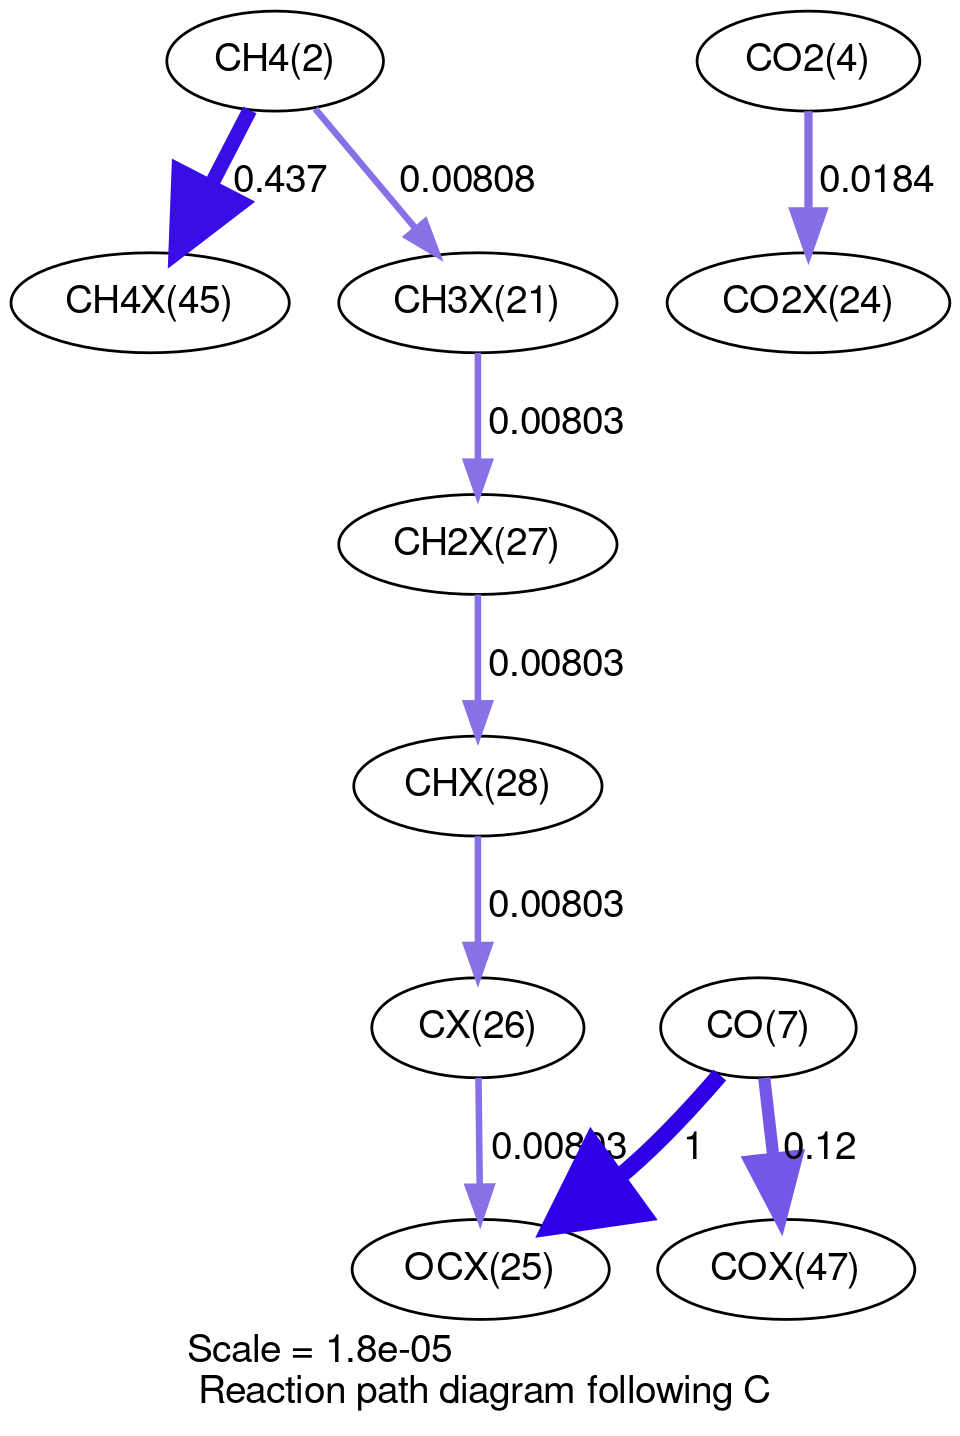 CH4(2)
CO2(4)
0.437
0.00808
0.0184
CH4X(45)
CH3X(21)
CO2X(24)
0.00803
CH2X(27)
0.00803
CHX(28)
0.00803
CX(26)
CO(7)
0.00803
1
0.12
OCX(25)
COX(47)
Scale = 1.8e-05
Reaction path diagram following C